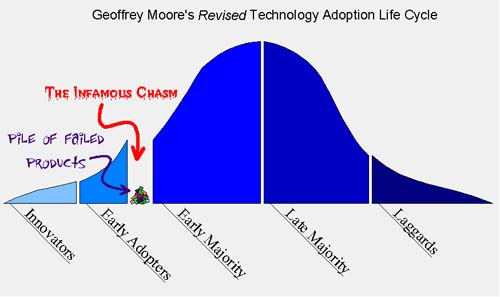 Geoffrey Moore's Revised Technology Adoption Life Cycle
The Infamous Chasm
Pile of Failed
Products
Innovators
Early Adopters
Early Majority
Late Majority
Laggards